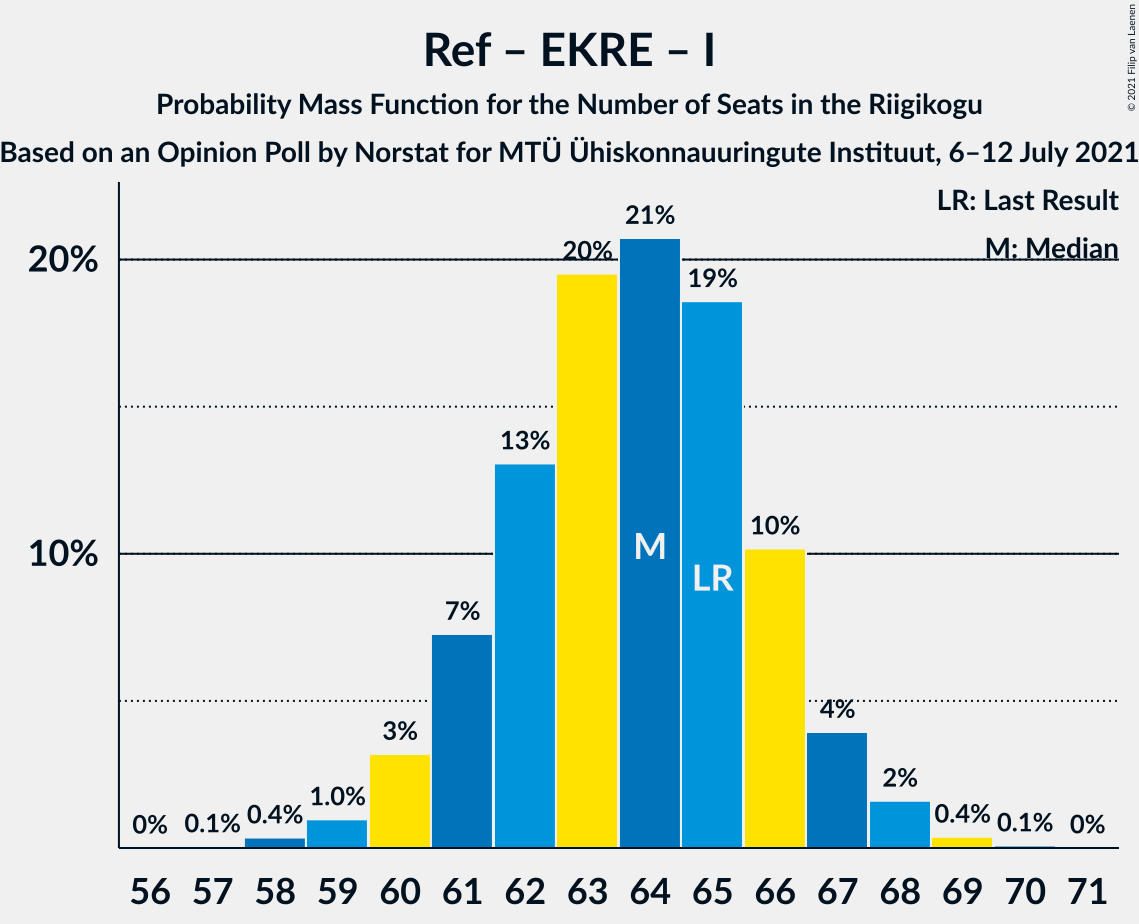 Ref – EKRE – I
Probability Mass Function for the Number of Seats in the Riigikogu
Based on an Opinion Poll by Norstat for MTÜ Ühiskonnauuringute Instituut, 6–12 July 2021
© 2021 Filip van Laenen
LR: Last Result
M: Median
20%
10%
0%
0.1%
0.4%
1.0%
3%
7%
13%
20%
21%
19%
10%
4%
2%
0.4%
0.1%
0%
M
LR
56 57 58 59 60 61 62 63 64 65 66 67 68 69 70 71